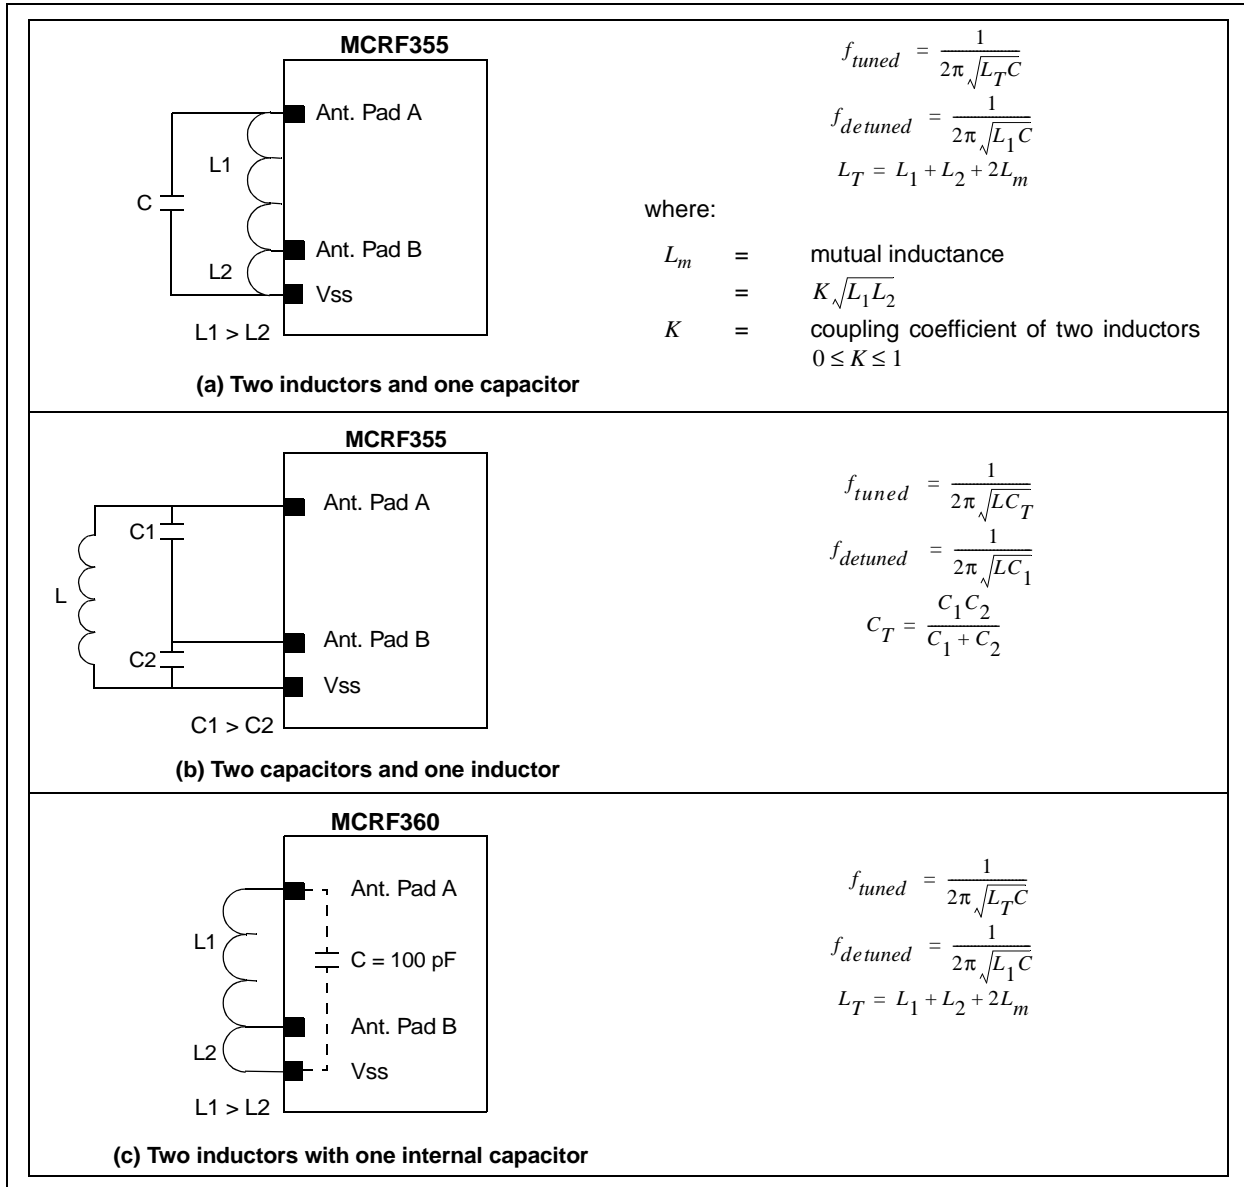 MCRF355
Ant. Pad A
L1
C
Ant. Pad B
L2
Vss
L1 > L2
(a) Two inductors and one capacitor
f_tuned = 1 / (2π√(L_T C))
f_detuned = 1 / (2π√(L_1 C))
L_T = L_1 + L_2 + 2L_m
where:
L_m = mutual inductance
= K√(L_1 L_2)
K = coupling coefficient of two inductors
0 ≤ K ≤ 1
MCRF355
Ant. Pad A
C1
L
Ant. Pad B
C2
Vss
C1 > C2
(b) Two capacitors and one inductor
f_tuned = 1 / (2π√(L C_T))
f_detuned = 1 / (2π√(L C_1))
C_T = C_1 C_2 / (C_1 + C_2)
MCRF360
Ant. Pad A
L1
C = 100 pF
Ant. Pad B
L2
Vss
L1 > L2
(c) Two inductors with one internal capacitor
f_tuned = 1 / (2π√(L_T C))
f_detuned = 1 / (2π√(L_1 C))
L_T = L_1 + L_2 + 2L_m